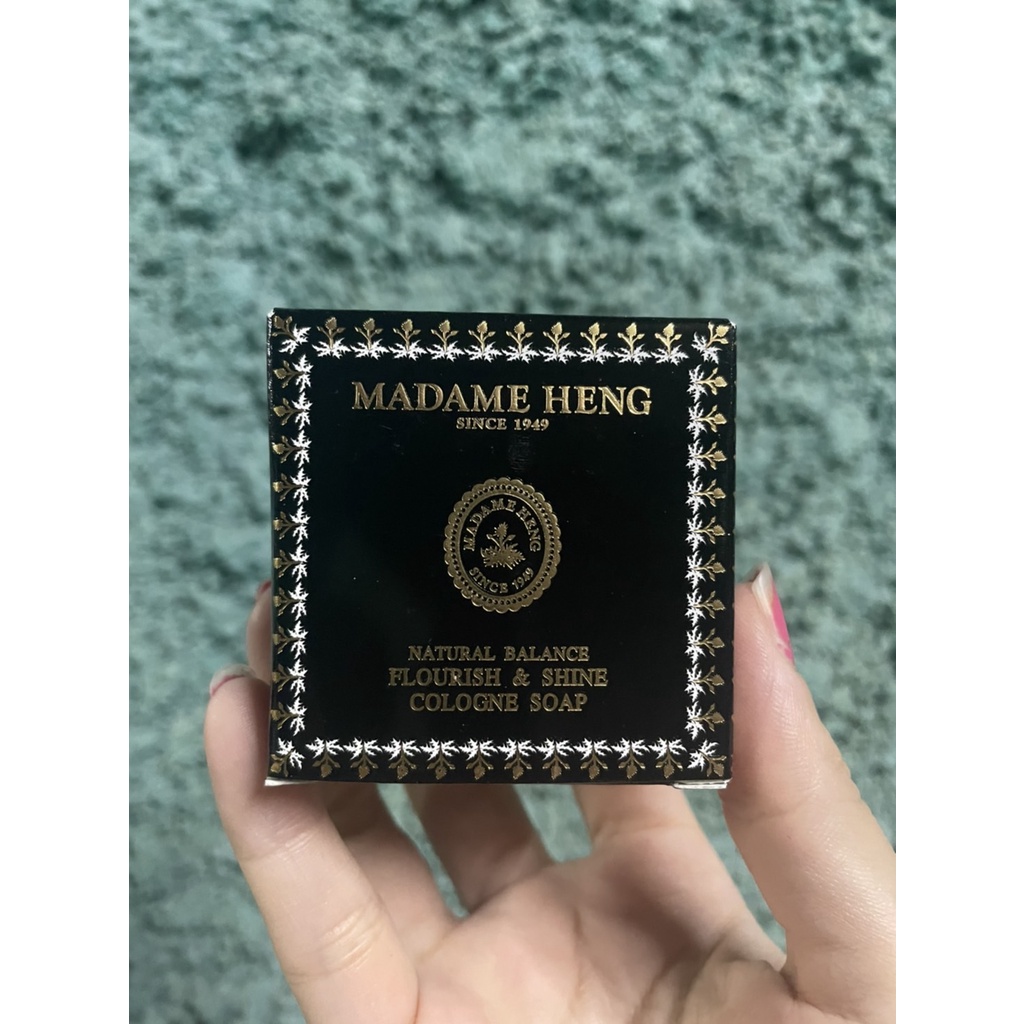 MADAME HENG
SINCE 1949
MADAME HENG
SINCE 1949
NATURAL BALANCE
FLOURISH & SHINE
COLOGNE SOAP